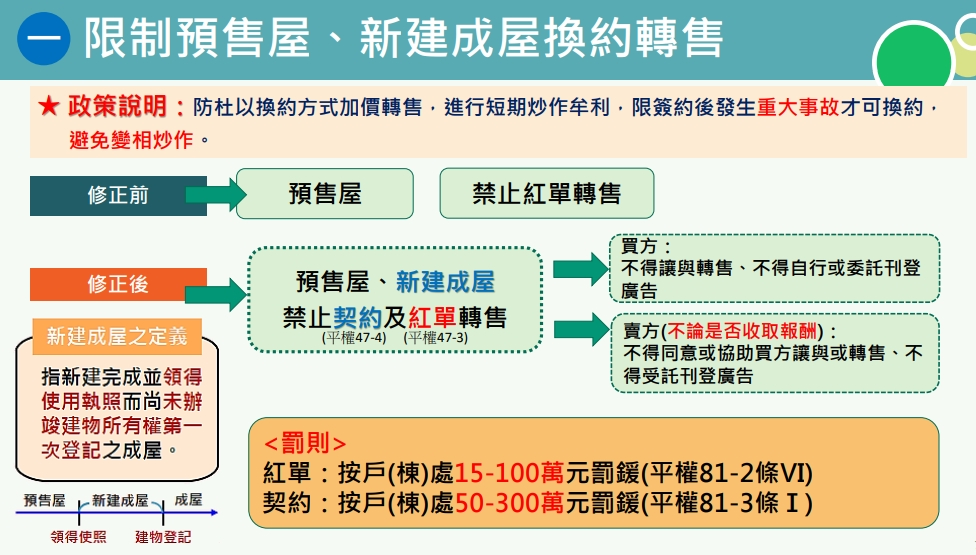 一 限制預售屋、新建成屋換約轉售
★ 政策說明：防杜以換約方式加價轉售，進行短期炒作牟利，限簽約後發生重大事故才可換約，
避免變相炒作。
修正前
預售屋
禁止紅單轉售
修正後
預售屋、新建成屋
禁止契約及紅單轉售
(平權47-4) (平權47-3)
買方：
不得讓與轉售、不得自行或委託刊登
廣告
賣方(不論是否收取報酬)：
不得同意或協助買方讓與或轉售、不
得受託刊登廣告
新建成屋之定義
指新建完成並領得
使用執照而尚未辦
竣建物所有權第一
次登記之成屋。
預售屋 新建成屋 成屋
領得使照 建物登記
<罰則>
紅單：按戶(棟)處15-100萬元罰鍰(平權81-2條Ⅵ)
契約：按戶(棟)處50-300萬元罰鍰(平權81-3條Ⅰ)